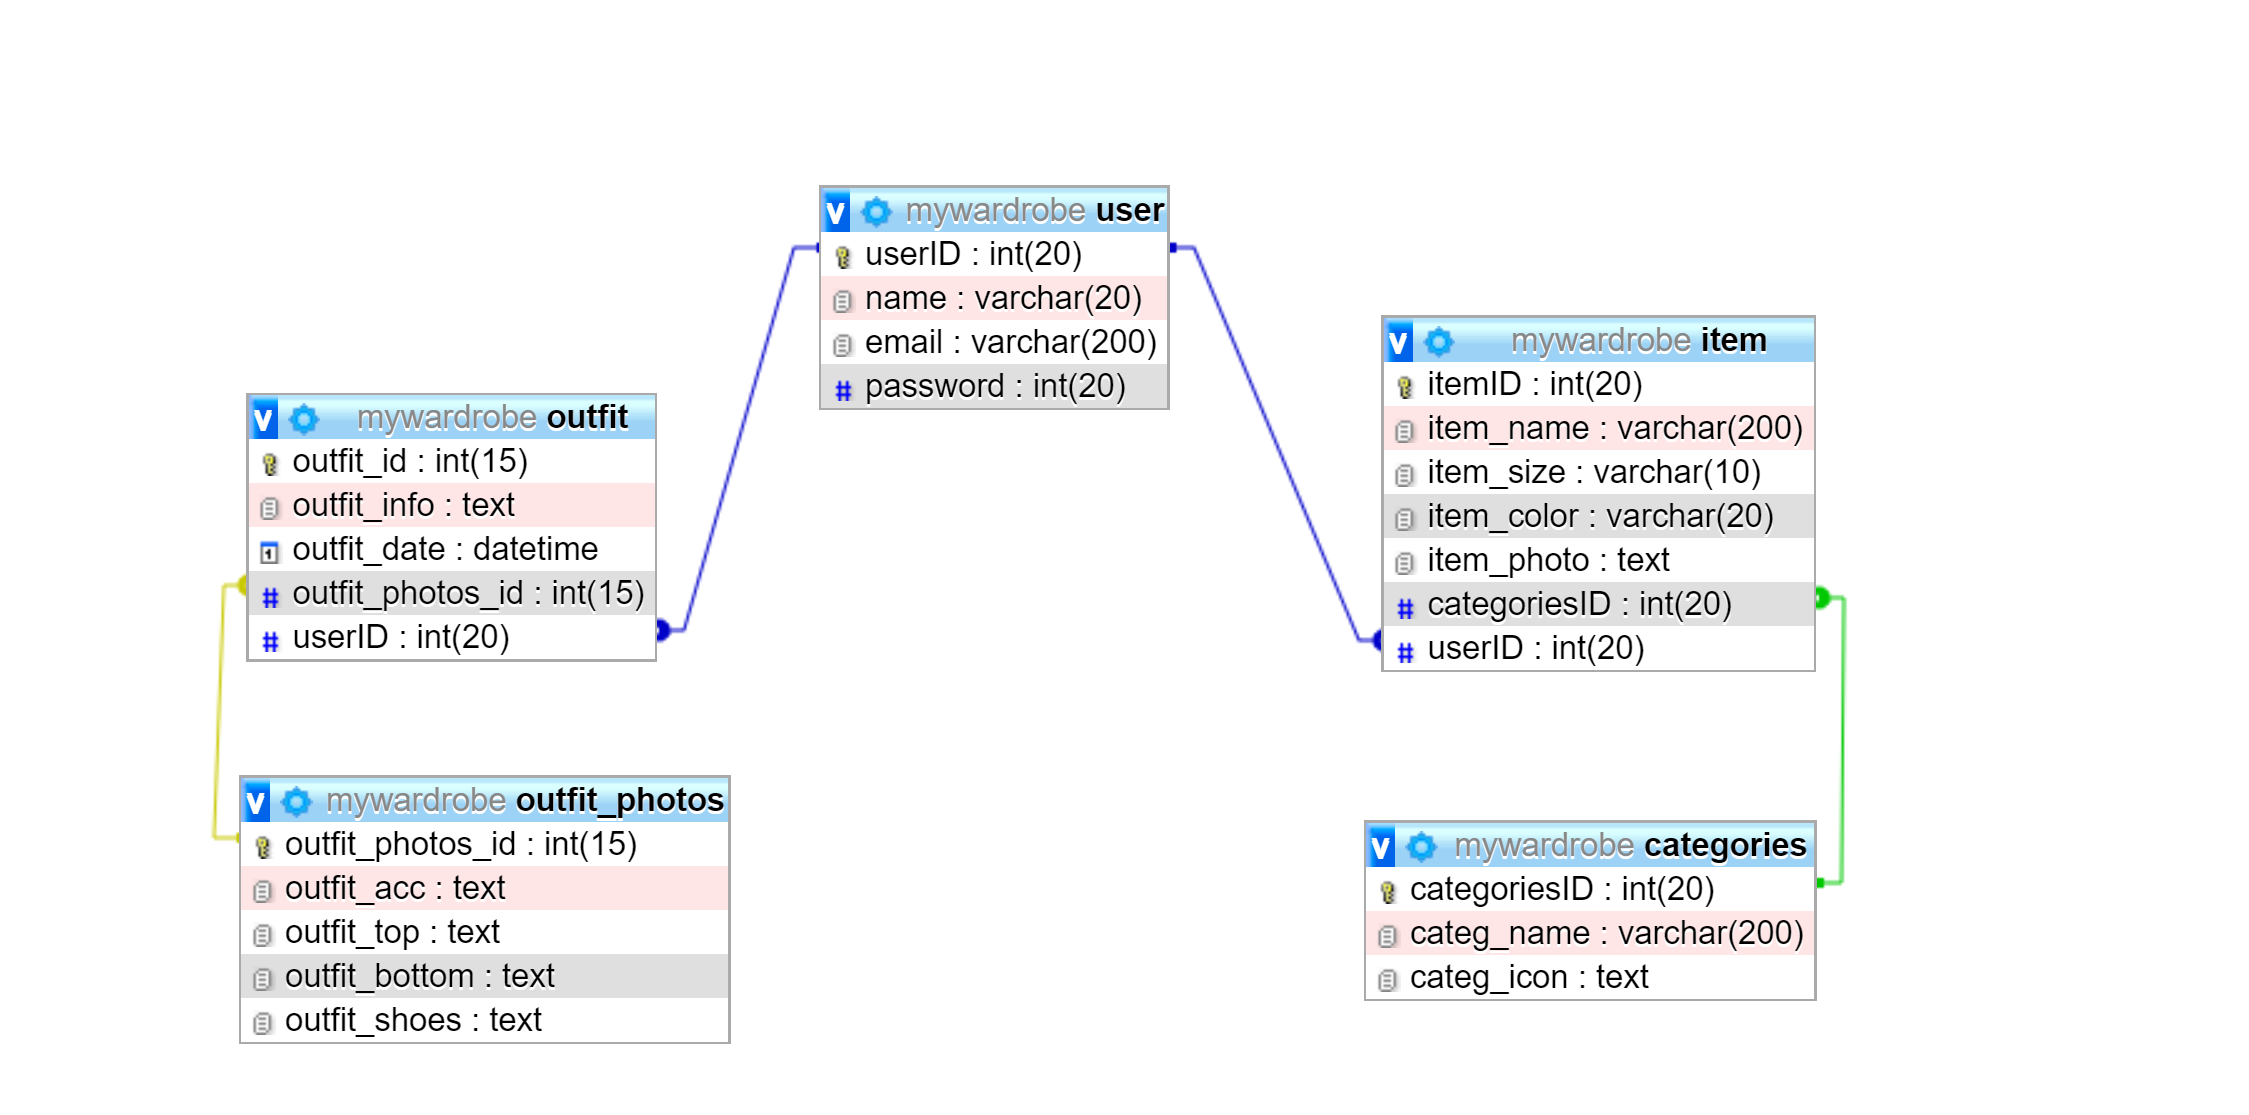 v mywardrobe user
userID : int(20)
name : varchar(20)
email : varchar(200)
# password : int(20)
v mywardrobe outfit
outfit_id : int(15)
outfit_info : text
outfit_date : datetime
# outfit_photos_id : int(15)
# userID : int(20)
v mywardrobe item
itemID : int(20)
item_name : varchar(200)
item_size : varchar(10)
item_color : varchar(20)
item_photo : text
# categoriesID : int(20)
# userID : int(20)
v mywardrobe outfit_photos
outfit_photos_id : int(15)
outfit_acc : text
outfit_top : text
outfit_bottom : text
outfit_shoes : text
v mywardrobe categories
categoriesID : int(20)
categ_name : varchar(200)
categ_icon : text